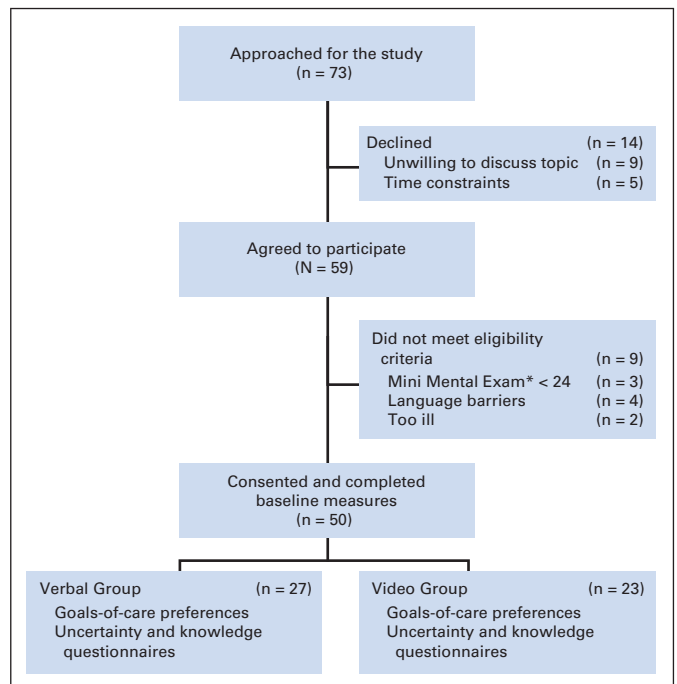 Approached for the study
(n = 73)
Declined (n = 14)
Unwilling to discuss topic (n = 9)
Time constraints (n = 5)
Agreed to participate
(N = 59)
Did not meet eligibility
criteria (n = 9)
Mini Mental Exam* < 24 (n = 3)
Language barriers (n = 4)
Too ill (n = 2)
Consented and completed
baseline measures
(n = 50)
Verbal Group (n = 27)
Goals-of-care preferences
Uncertainty and knowledge
questionnaires
Video Group (n = 23)
Goals-of-care preferences
Uncertainty and knowledge
questionnaires